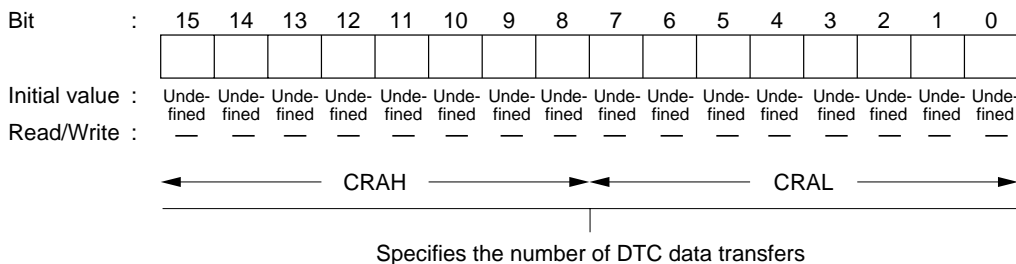 Bit : 15 14 13 12 11 10 9 8 7 6 5 4 3 2 1 0
Initial value : Unde- Unde- Unde- Unde- Unde- Unde- Unde- Unde- Unde- Unde- Unde- Unde- Unde- Unde- Unde- Unde-
fined fined fined fined fined fined fined fined fined fined fined fined fined fined fined fined
Read/Write : — — — — — — — — — — — — — — — —
CRAH CRAL
Specifies the number of DTC data transfers